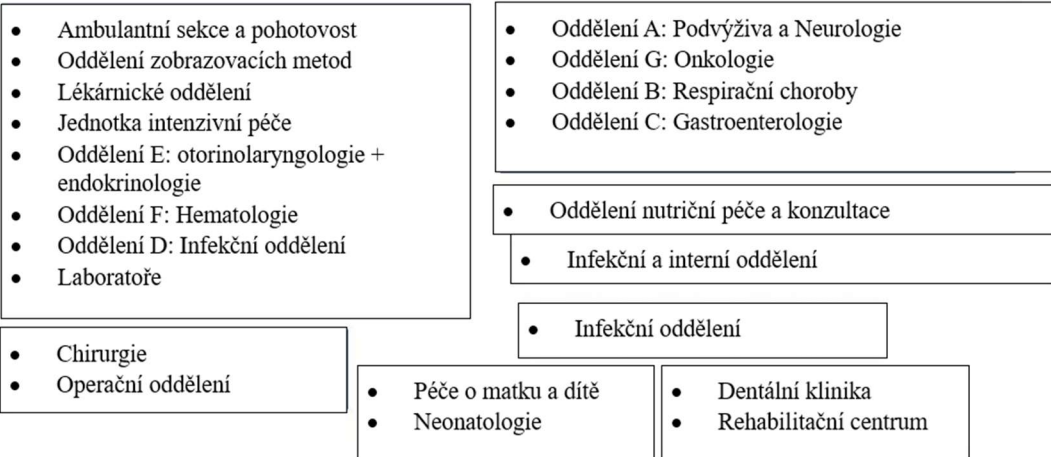 • Ambulantní sekce a pohotovost
• Oddělení zobrazovacích metod
• Lékárnické oddělení
• Jednotka intenzivní péče
• Oddělení E: otorinolaryngologie +
endokrinologie
• Oddělení F: Hematologie
• Oddělení D: Infekční oddělení
• Laboratoře
• Oddělení A: Podvýživa a Neurologie
• Oddělení G: Onkologie
• Oddělení B: Respirační choroby
• Oddělení C: Gastroenterologie
• Oddělení nutriční péče a konzultace
• Infekční a interní oddělení
• Infekční oddělení
• Chirurgie
• Operační oddělení
• Péče o matku a dítě
• Neonatologie
• Dentální klinika
• Rehabilitační centrum